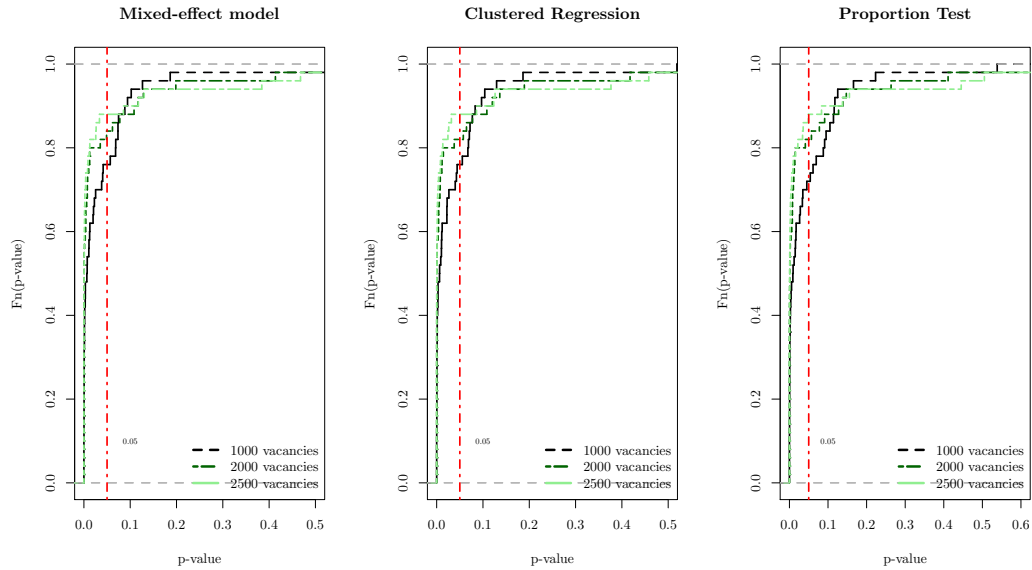 Mixed-effect model
Fn(p-value)
1.0
0.8
0.6
0.4
0.2
0.0
0.05
1000 vacancies
2000 vacancies
2500 vacancies
0.0 0.1 0.2 0.3 0.4 0.5
p-value
Clustered Regression
Fn(p-value)
1.0
0.8
0.6
0.4
0.2
0.0
0.05
1000 vacancies
2000 vacancies
2500 vacancies
0.0 0.1 0.2 0.3 0.4 0.5
p-value
Proportion Test
Fn(p-value)
1.0
0.8
0.6
0.4
0.2
0.0
0.05
1000 vacancies
2000 vacancies
2500 vacancies
0.0 0.1 0.2 0.3 0.4 0.5 0.6
p-value